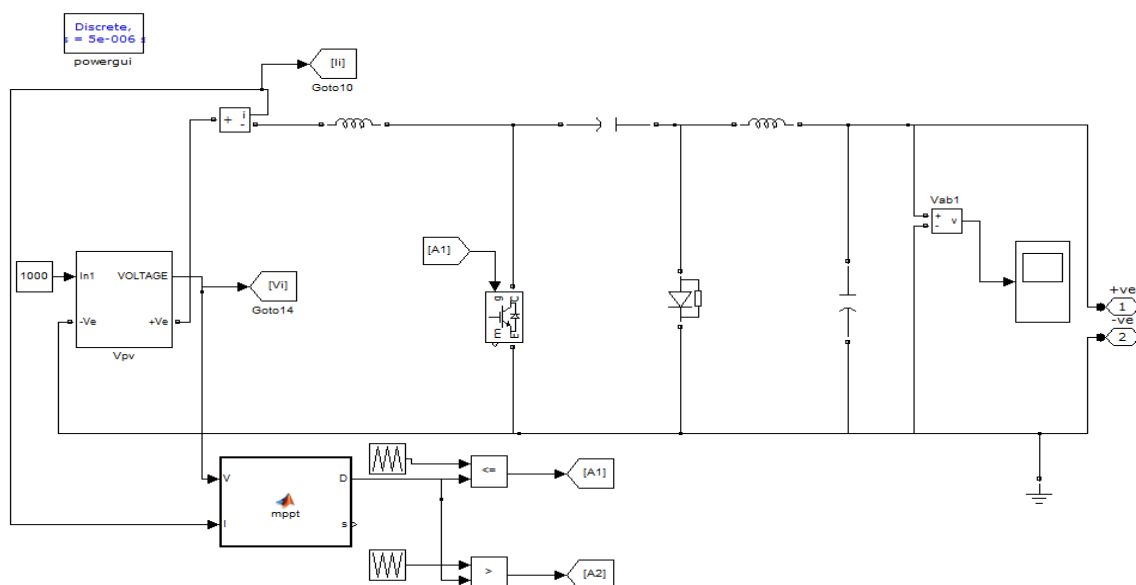 Discrete,
s = 5e-006 s
powergui
[Ii]
Goto10
+
i
-
Vab1
+
v
-
[A1]
1000
In1
VOLTAGE
[Vi]
Goto14
-Ve
+Ve
Vpv
g
C
m
E
+ve
1
-ve
2
V
D
I
s
mppt
<=
[A1]
>
[A2]